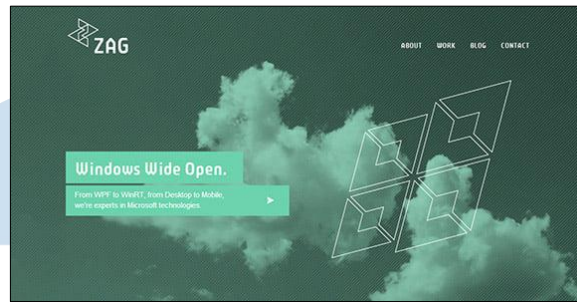 ZAG
ABOUT WORK BLOG CONTACT
Windows Wide Open.
From WPF to WinRT, from Desktop to Mobile,
we're experts in Microsoft technologies.